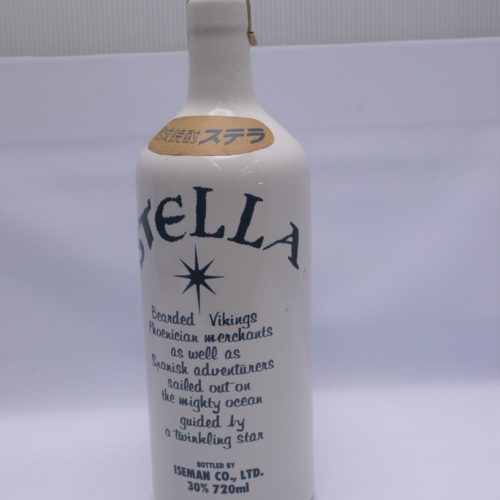 焼酎 ステラ
STELLA
Bearded Vikings
Phoenician merchants
as well as
Spanish adventurers
sailed out on
the mighty ocean
guided by
a twinkling star
BOTTLED BY
ISEMAN CO., LTD.
30% 720ml